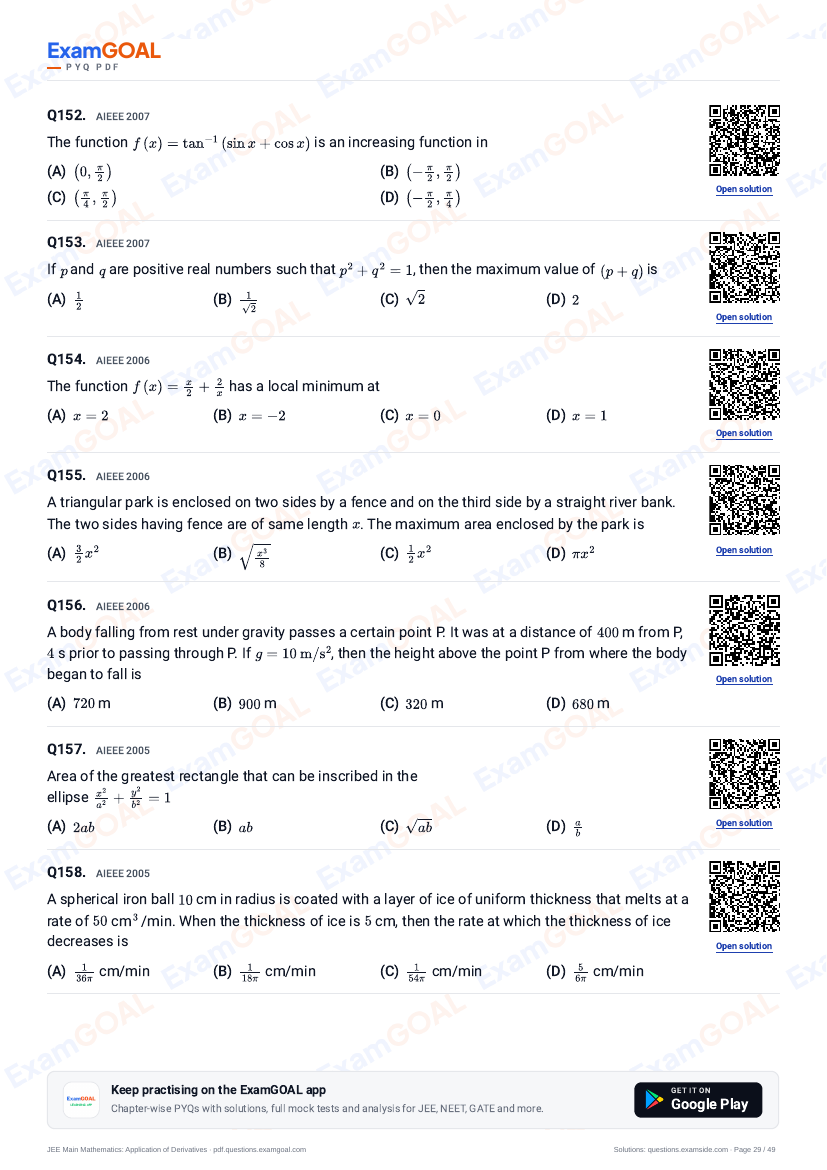 ExamGOAL
PYQ PDF
Q152. AIEEE 2007
The function f (x) = tan⁻¹ (sin x + cos x) is an increasing function in
(A) (0, π/2) (B) (−π/2, π/2)
(C) (π/4, π/2) (D) (−π/2, π/4)
Open solution
Q153. AIEEE 2007
If p and q are positive real numbers such that p² + q² = 1, then the maximum value of (p + q) is
(A) 1/2 (B) 1/√2 (C) √2 (D) 2
Open solution
Q154. AIEEE 2006
The function f (x) = x/2 + 2/x has a local minimum at
(A) x = 2 (B) x = −2 (C) x = 0 (D) x = 1
Open solution
Q155. AIEEE 2006
A triangular park is enclosed on two sides by a fence and on the third side by a straight river bank.
The two sides having fence are of same length x. The maximum area enclosed by the park is
(A) 3/2 x² (B) √(x³/8) (C) 1/2 x² (D) πx²
Open solution
Q156. AIEEE 2006
A body falling from rest under gravity passes a certain point P. It was at a distance of 400 m from P,
4 s prior to passing through P. If g = 10 m/s², then the height above the point P from where the body
began to fall is
(A) 720 m (B) 900 m (C) 320 m (D) 680 m
Open solution
Q157. AIEEE 2005
Area of the greatest rectangle that can be inscribed in the
ellipse x²/a² + y²/b² = 1
(A) 2ab (B) ab (C) √ab (D) a/b
Open solution
Q158. AIEEE 2005
A spherical iron ball 10 cm in radius is coated with a layer of ice of uniform thickness that melts at a
rate of 50 cm³ /min. When the thickness of ice is 5 cm, then the rate at which the thickness of ice
decreases is
(A) 1/36π cm/min (B) 1/18π cm/min (C) 1/54π cm/min (D) 5/6π cm/min
Open solution
ExamGOAL
Keep practising on the ExamGOAL app
Chapter-wise PYQs with solutions, full mock tests and analysis for JEE, NEET, GATE and more.
GET IT ON
Google Play
JEE Main Mathematics: Application of Derivatives · pdf.questions.examgoal.com
Solutions: questions.examside.com · Page 29 / 49